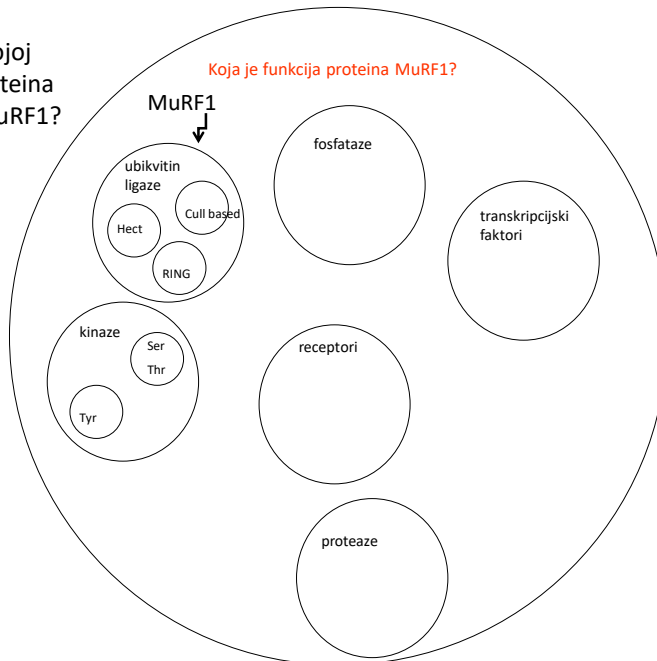 ojoj
teina
uRF1?
Koja je funkcija proteina MuRF1?
MuRF1
ubikvitin
ligaze
Cull based
Hect
RING
fosfataze
transkripcijski
faktori
kinaze
Ser
Thr
Tyr
receptori
proteaze